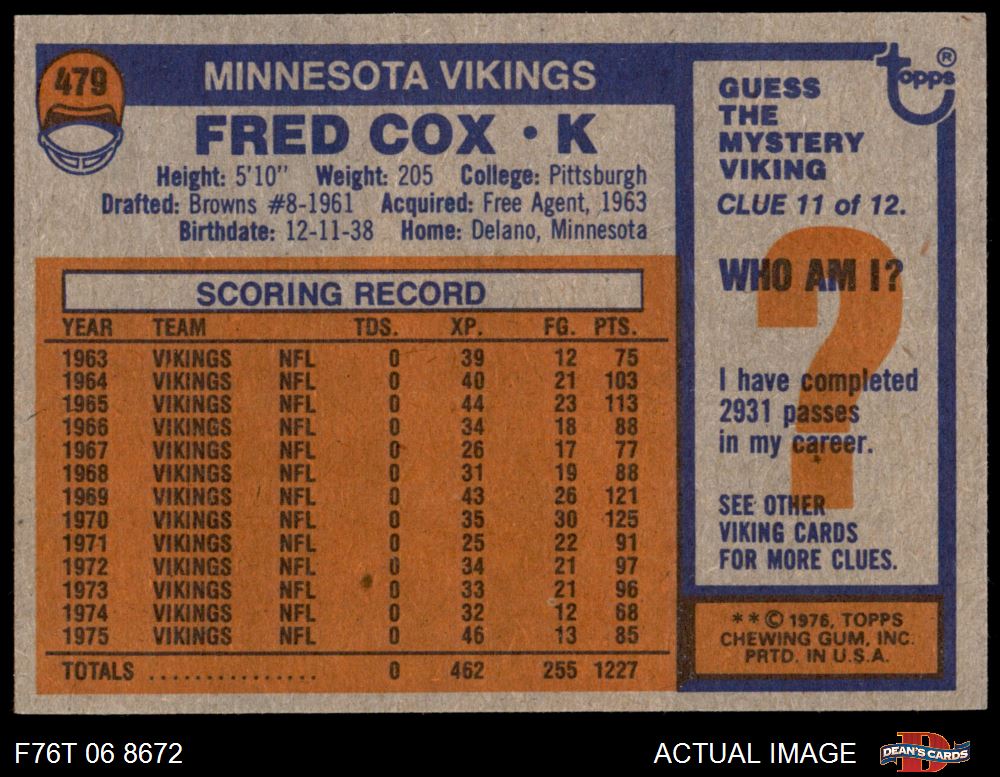 479
MINNESOTA VIKINGS
FRED COX • K
Height: 5'10" Weight: 205 College: Pittsburgh
Drafted: Browns #8-1961 Acquired: Free Agent, 1963
Birthdate: 12-11-38 Home: Delano, Minnesota
SCORING RECORD
YEAR TEAM TDS. XP. FG. PTS.
1963 VIKINGS NFL 0 39 12 75
1964 VIKINGS NFL 0 40 21 103
1965 VIKINGS NFL 0 44 23 113
1966 VIKINGS NFL 0 34 18 88
1967 VIKINGS NFL 0 26 17 77
1968 VIKINGS NFL 0 31 19 88
1969 VIKINGS NFL 0 43 26 121
1970 VIKINGS NFL 0 35 30 125
1971 VIKINGS NFL 0 25 22 91
1972 VIKINGS NFL 0 34 21 97
1973 VIKINGS NFL 0 33 21 96
1974 VIKINGS NFL 0 32 12 68
1975 VIKINGS NFL 0 46 13 85
TOTALS ............... 0 462 255 1227
topps ®
GUESS
THE
MYSTERY
VIKING
CLUE 11 of 12.
WHO AM I?
I have completed
2931 passes
in my career.
SEE OTHER
VIKING CARDS
FOR MORE CLUES.
* * © 1976, TOPPS
CHEWING GUM, INC.
PRTD. IN U.S.A.
F76T 06 8672
ACTUAL IMAGE
D
DEAN'S CARDS